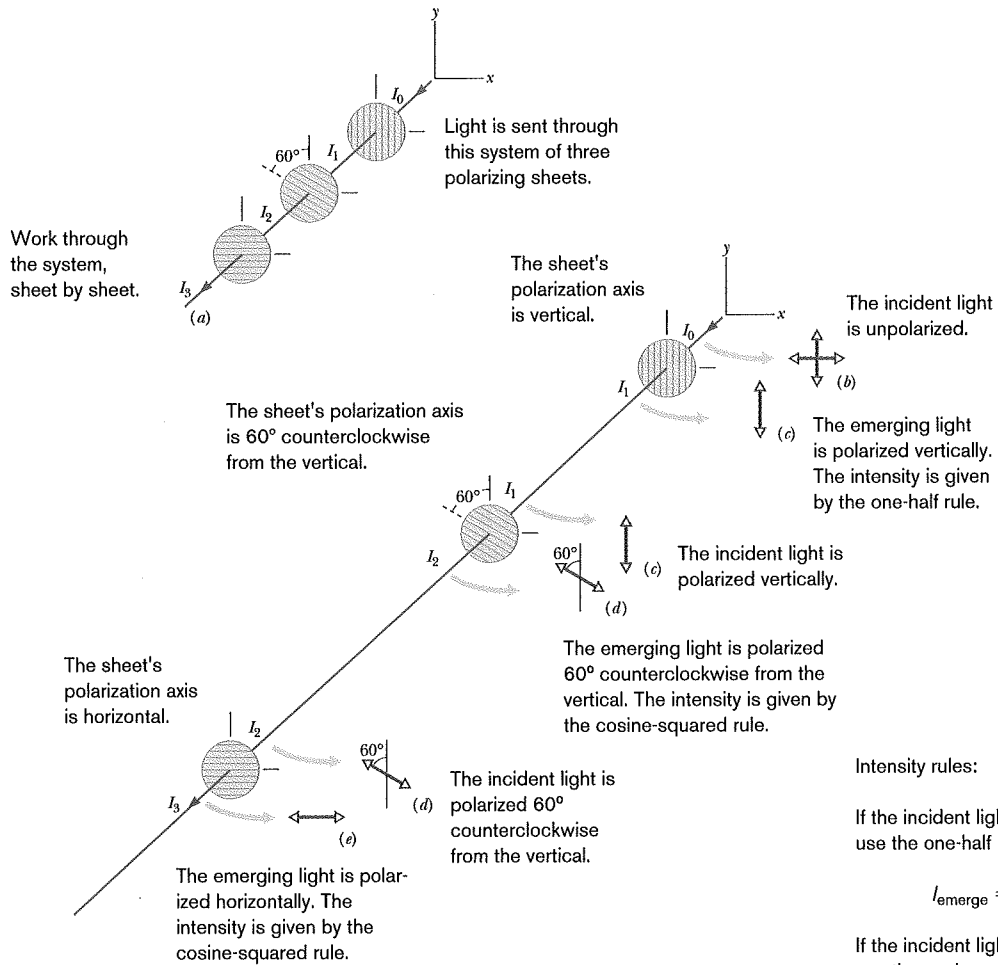 y
x
I0
Light is sent through
this system of three
polarizing sheets.
60°
I1
I2
Work through
the system,
sheet by sheet.
I3
(a)
The sheet's
polarization axis
is vertical.
y
x
I0
The incident light
is unpolarized.
(b)
I1
(c)
The emerging light
is polarized vertically.
The intensity is given
by the one-half rule.
The sheet's polarization axis
is 60° counterclockwise
from the vertical.
60°
I1
I2
(c)
The incident light is
polarized vertically.
60°
(d)
The emerging light is polarized
60° counterclockwise from the
vertical. The intensity is given by
the cosine-squared rule.
The sheet's
polarization axis
is horizontal.
I2
60°
(d)
The incident light is
polarized 60°
counterclockwise
from the vertical.
I3
(e)
The emerging light is polar-
ized horizontally. The
intensity is given by the
cosine-squared rule.
Intensity rules:
If the incident ligh
use the one-half
Iemerge =
If the incident ligh